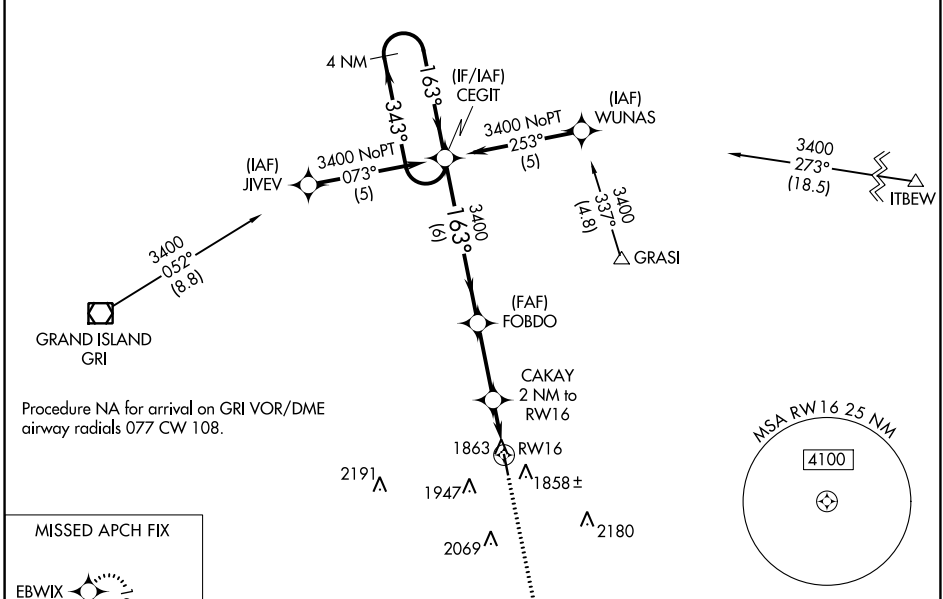 4 NM
163°
343°
(IF/IAF)
CEGIT
3400 NoPT
253°
(5)
(IAF)
WUNAS
3400
273°
(18.5)
ITBEW
(IAF)
JIVEV
3400 NoPT
073°
(5)
3400
052°
(8.8)
3400
163°
(6)
3400
337°
(4.8)
GRASI
GRAND ISLAND
GRI
(FAF)
FOBDO
CAKAY
2 NM to
RW16
Procedure NA for arrival on GRI VOR/DME
airway radials 077 CW 108.
1863
RW16
2191
1947
1858±
2069
2180
MSA RW16 25 NM
4100
MISSED APCH FIX
EBWIX